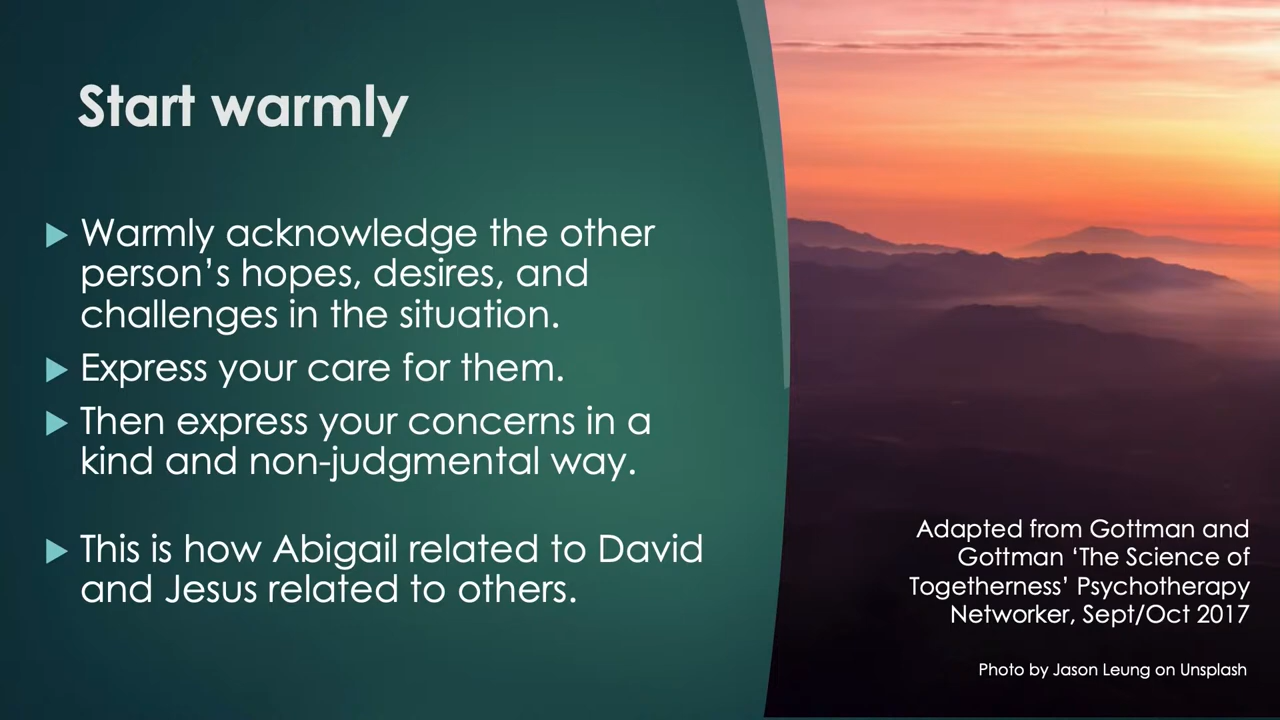 Start warmly
Warmly acknowledge the other
person’s hopes, desires, and
challenges in the situation.
Express your care for them.
Then express your concerns in a
kind and non-judgmental way.
This is how Abigail related to David
and Jesus related to others.
Adapted from Gottman and
Gottman ‘The Science of
Togetherness’ Psychotherapy
Networker, Sept/Oct 2017
Photo by Jason Leung on Unsplash